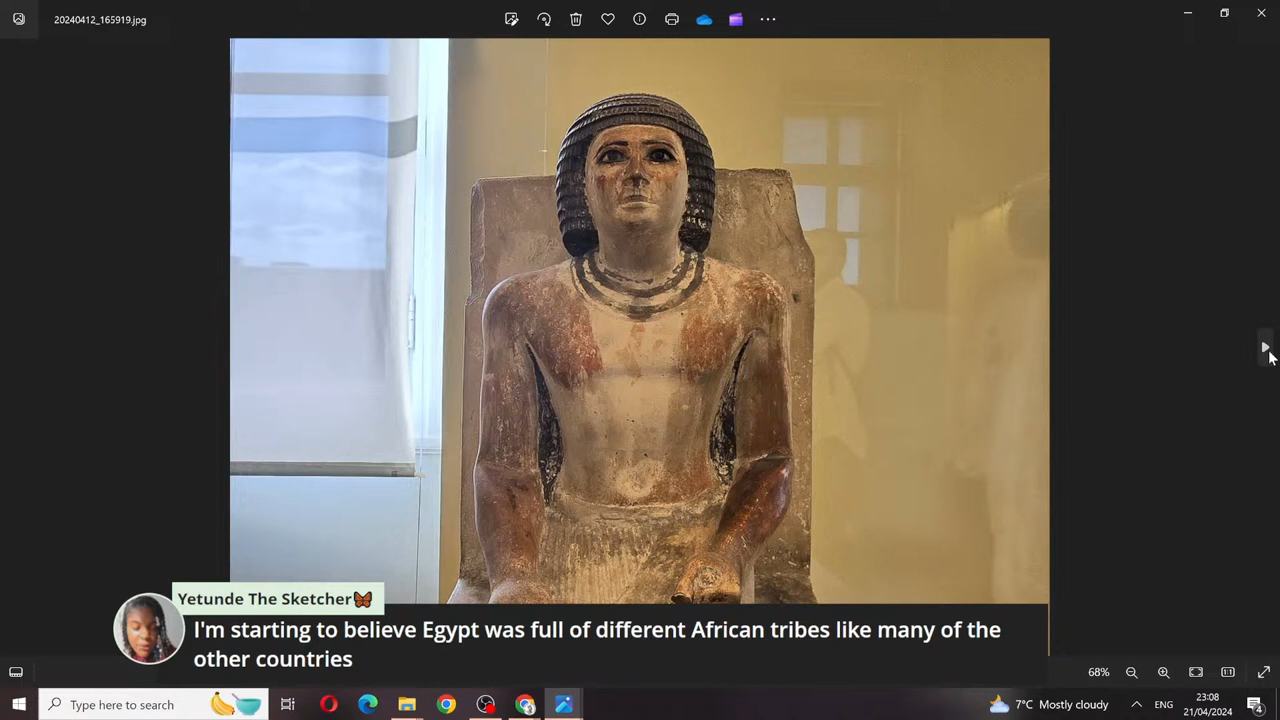 20240412_165919.jpg
Yetunde The Sketcher🦋
I'm starting to believe Egypt was full of different African tribes like many of the
other countries
68%
Type here to search
7°C Mostly cloudy
ENG
23:08
21/04/2024
4